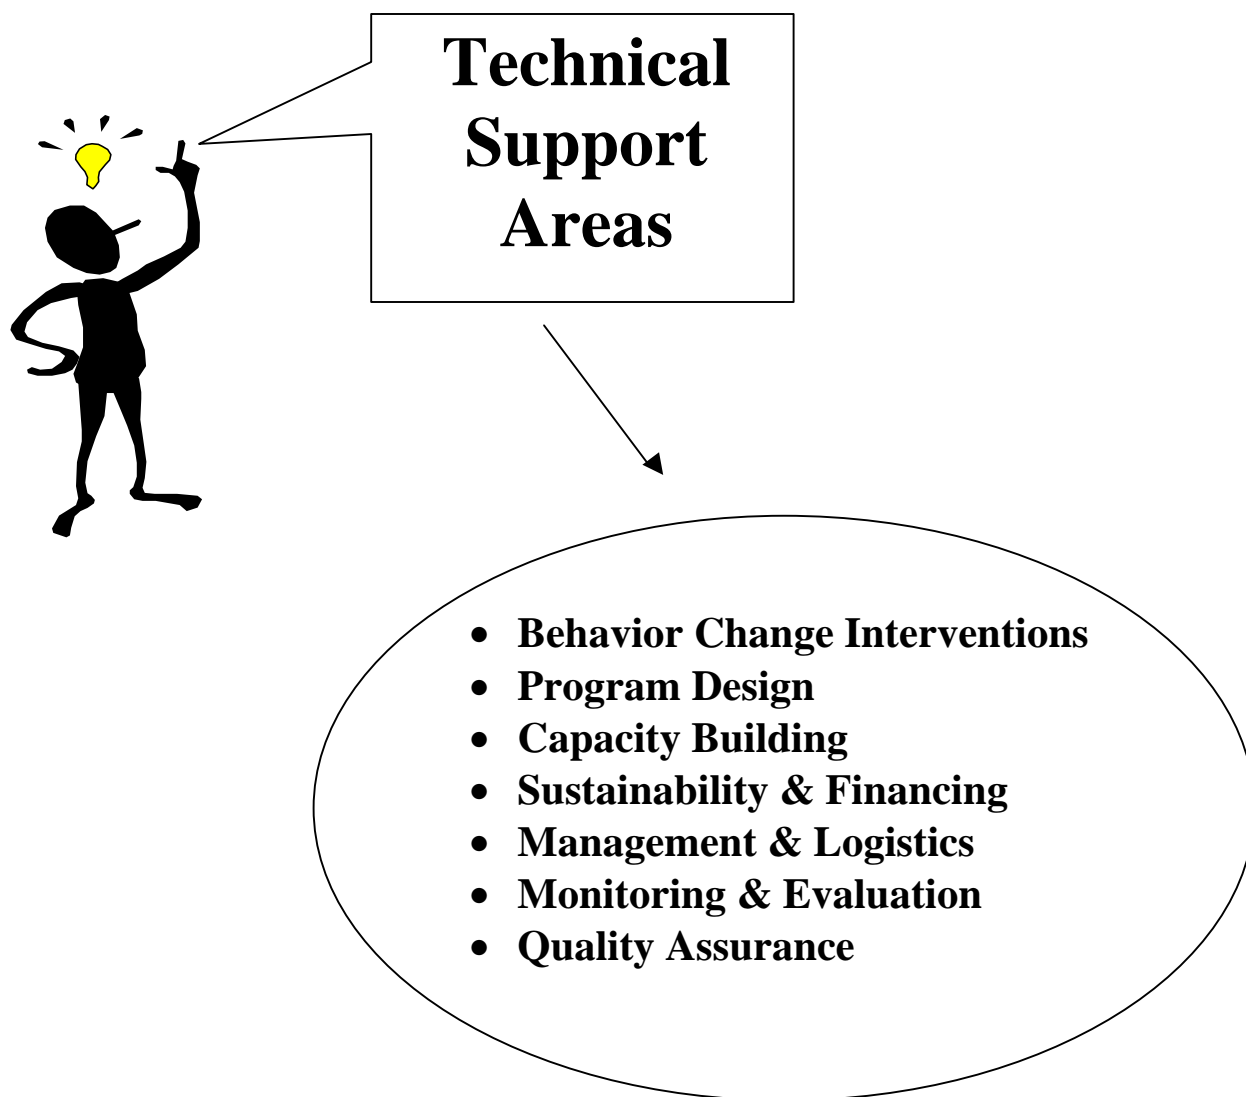 Technical
Support
Areas
• Behavior Change Interventions
• Program Design
• Capacity Building
• Sustainability & Financing
• Management & Logistics
• Monitoring & Evaluation
• Quality Assurance